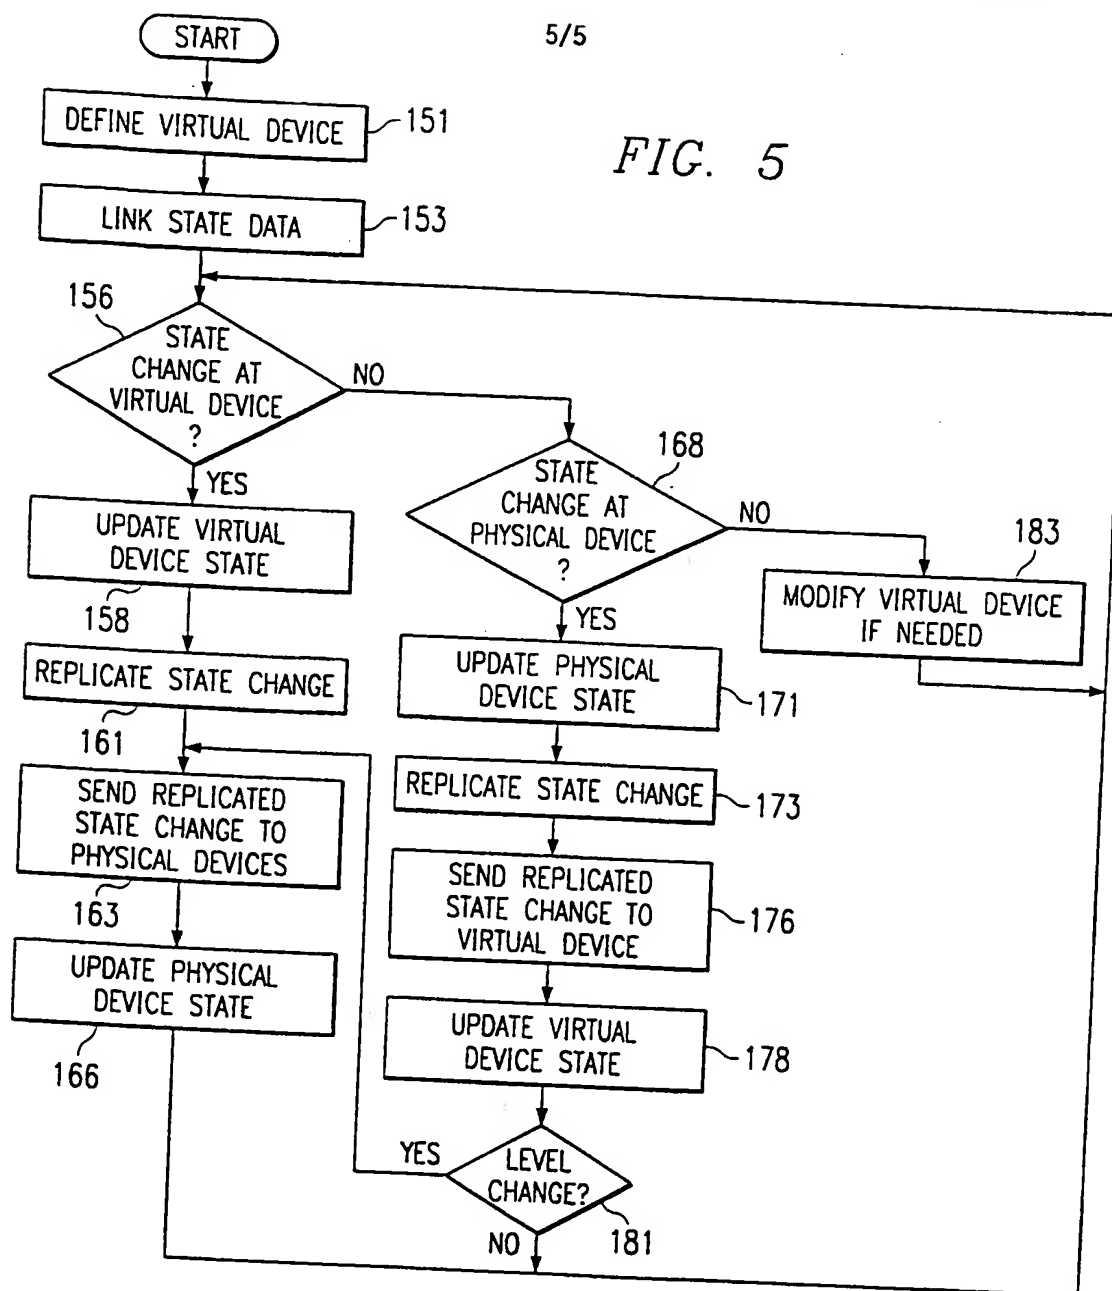 START
5/5
DEFINE VIRTUAL DEVICE
151
FIG. 5
LINK STATE DATA
153
156
STATE
CHANGE AT
VIRTUAL DEVICE
?
NO
YES
168
STATE
CHANGE AT
PHYSICAL DEVICE
?
NO
YES
183
MODIFY VIRTUAL DEVICE
IF NEEDED
UPDATE VIRTUAL
DEVICE STATE
158
REPLICATE STATE CHANGE
161
SEND REPLICATED
STATE CHANGE TO
PHYSICAL DEVICES
163
UPDATE PHYSICAL
DEVICE STATE
166
UPDATE PHYSICAL
DEVICE STATE
171
REPLICATE STATE CHANGE
173
SEND REPLICATED
STATE CHANGE TO
VIRTUAL DEVICE
176
UPDATE VIRTUAL
DEVICE STATE
178
YES
LEVEL
CHANGE?
181
NO